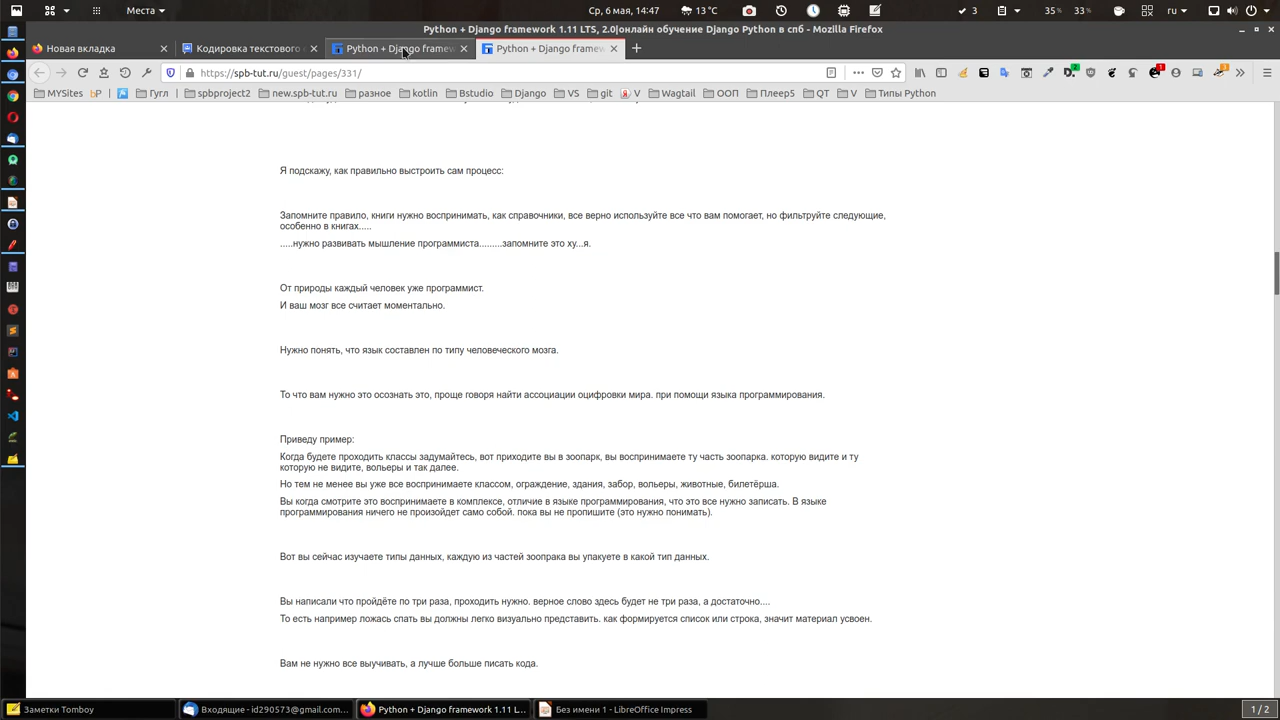 Места
Ср, 6 мая, 14:47
13°C
3
35%
33%
ru
Python + Django framework 1.11 LTS, 2.0|онлайн обучение Django Python в спб - Mozilla Firefox
Новая вкладка
Кодировка текстового
Python + Django framew
Python + Django framew
https://spb-tut.ru/guest/pages/331/
MYSites
bP
Гугл
spbproject2
new.spb-tut.ru
разное
kotlin
Bstudio
Django
VS
git
V
Wagtail
ООП
Плеер5
QT
V
Типы Python
Я подскажу, как правильно выстроить сам процесс:
Запомните правило, книги нужно воспринимать, как справочники, все верно используйте все что вам помогает, но фильтруйте следующие,
особенно в книгах.....
.....нужно развивать мышление программиста.........запомните это ху...я.
От природы каждый человек уже программист.
И ваш мозг все считает моментально.
Нужно понять, что язык составлен по типу человеческого мозга.
То что вам нужно это осознать это, проще говоря найти ассоциации оцифровки мира. при помощи языка программирования.
Приведу пример:
Когда будете проходить классы задумайтесь, вот приходите вы в зоопарк, вы воспринимаете ту часть зоопарка. которую видите и ту
которую не видите, вольеры и так далее.
Но тем не менее вы уже все воспринимаете классом, ограждение, здания, забор, вольеры, животные, билетёрша.
Вы когда смотрите это воспринимаете в комплексе, отличие в языке программирования, что это все нужно записать. В языке
программирования ничего не произойдет само собой. пока вы не пропишите (это нужно понимать).
Вот вы сейчас изучаете типы данных, каждую из частей зоопрака вы упакуете в какой тип данных.
Вы написали что пройдёте по три раза, проходить нужно. верное слово здесь будет не три раза, а достаточно....
То есть например ложась спать вы должны легко визуально представить. как формируется список или строка, значит материал усвоен.
Вам не нужно все выучивать, а лучше больше писать кода.
Заметки Tomboy
Входящие - id290573@gmail.com...
Python + Django framework 1.11 L...
Без имени 1 - LibreOffice Impress
1 / 2